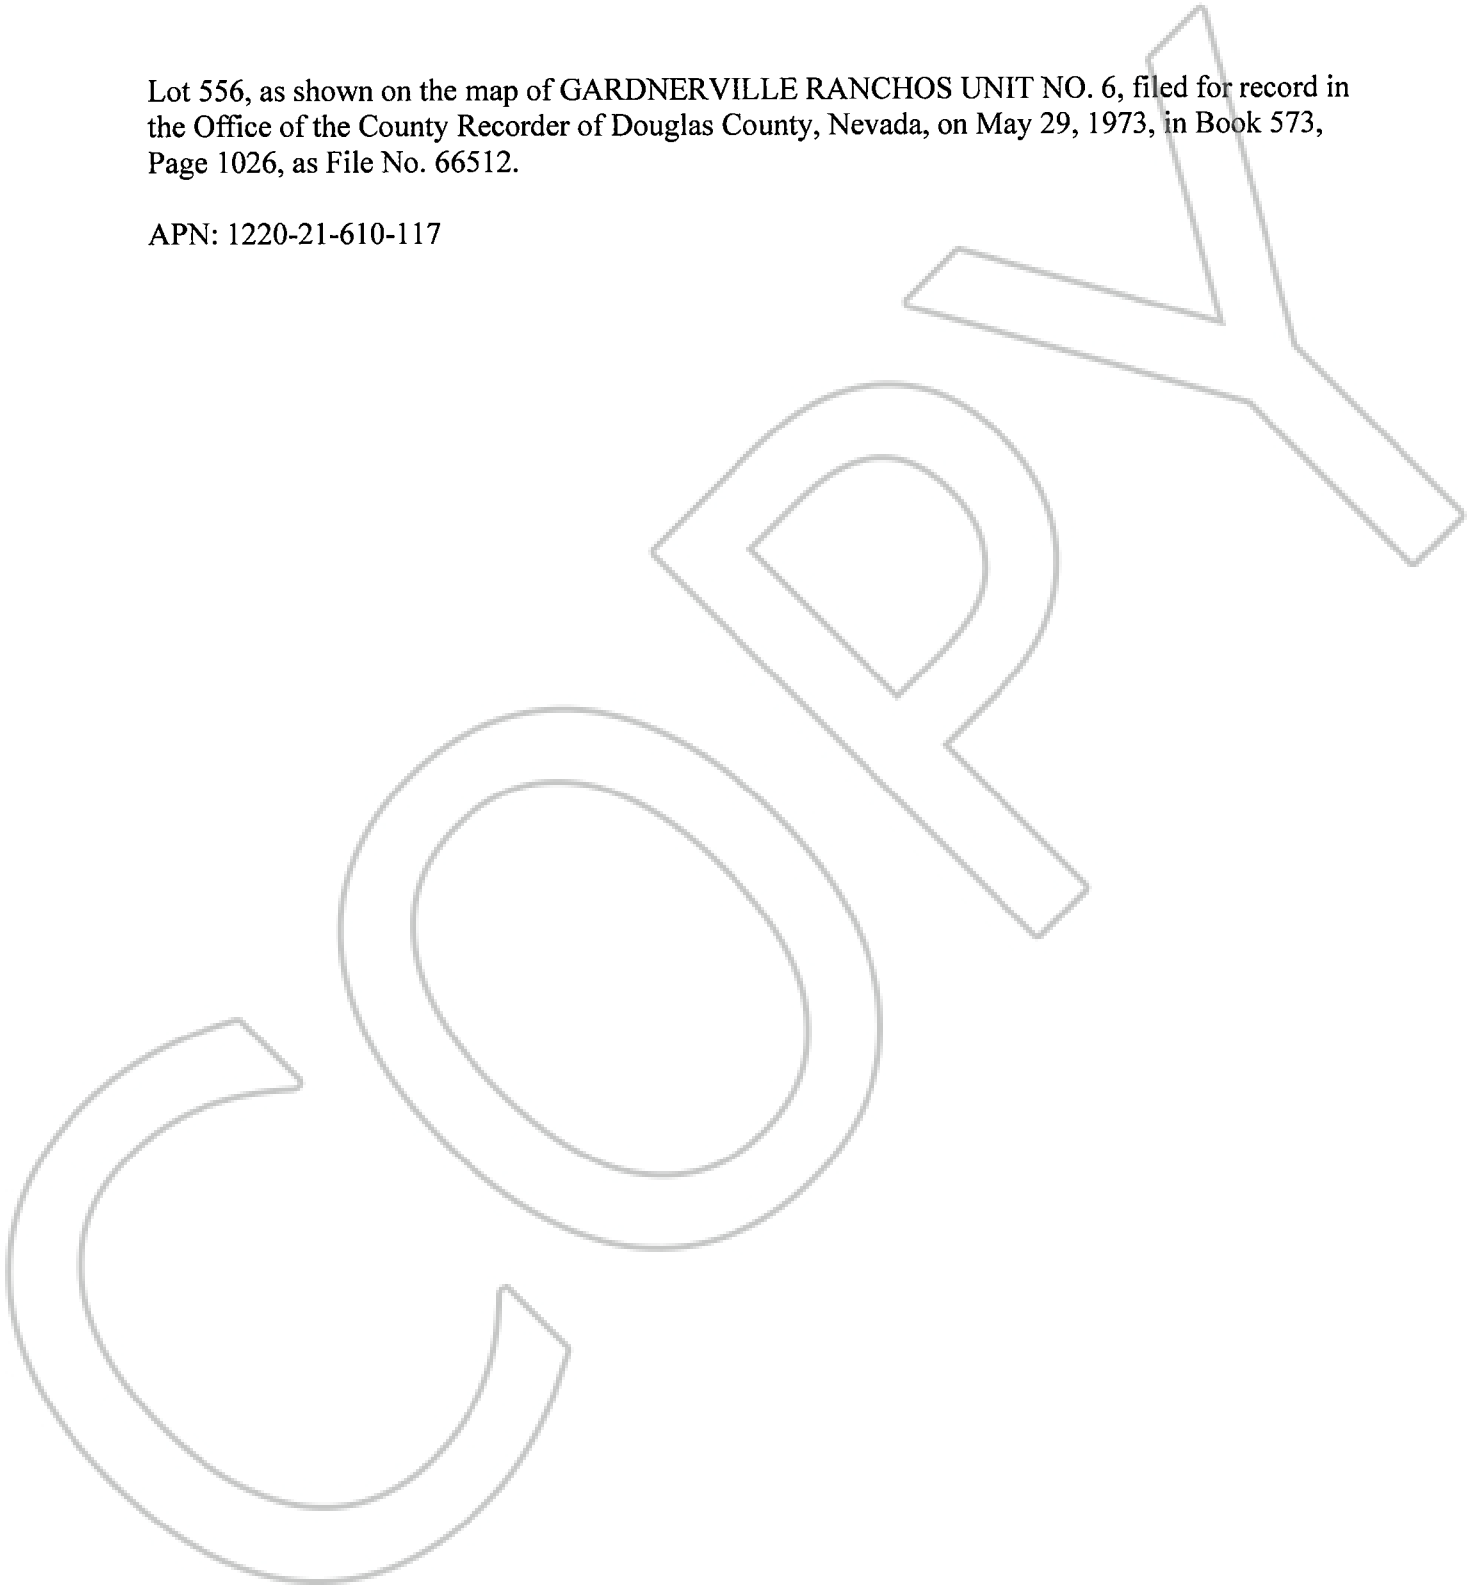 Lot 556, as shown on the map of GARDNERVILLE RANCHOS UNIT NO. 6, filed for record in
the Office of the County Recorder of Douglas County, Nevada, on May 29, 1973, in Book 573,
Page 1026, as File No. 66512.
APN: 1220-21-610-117
COPY